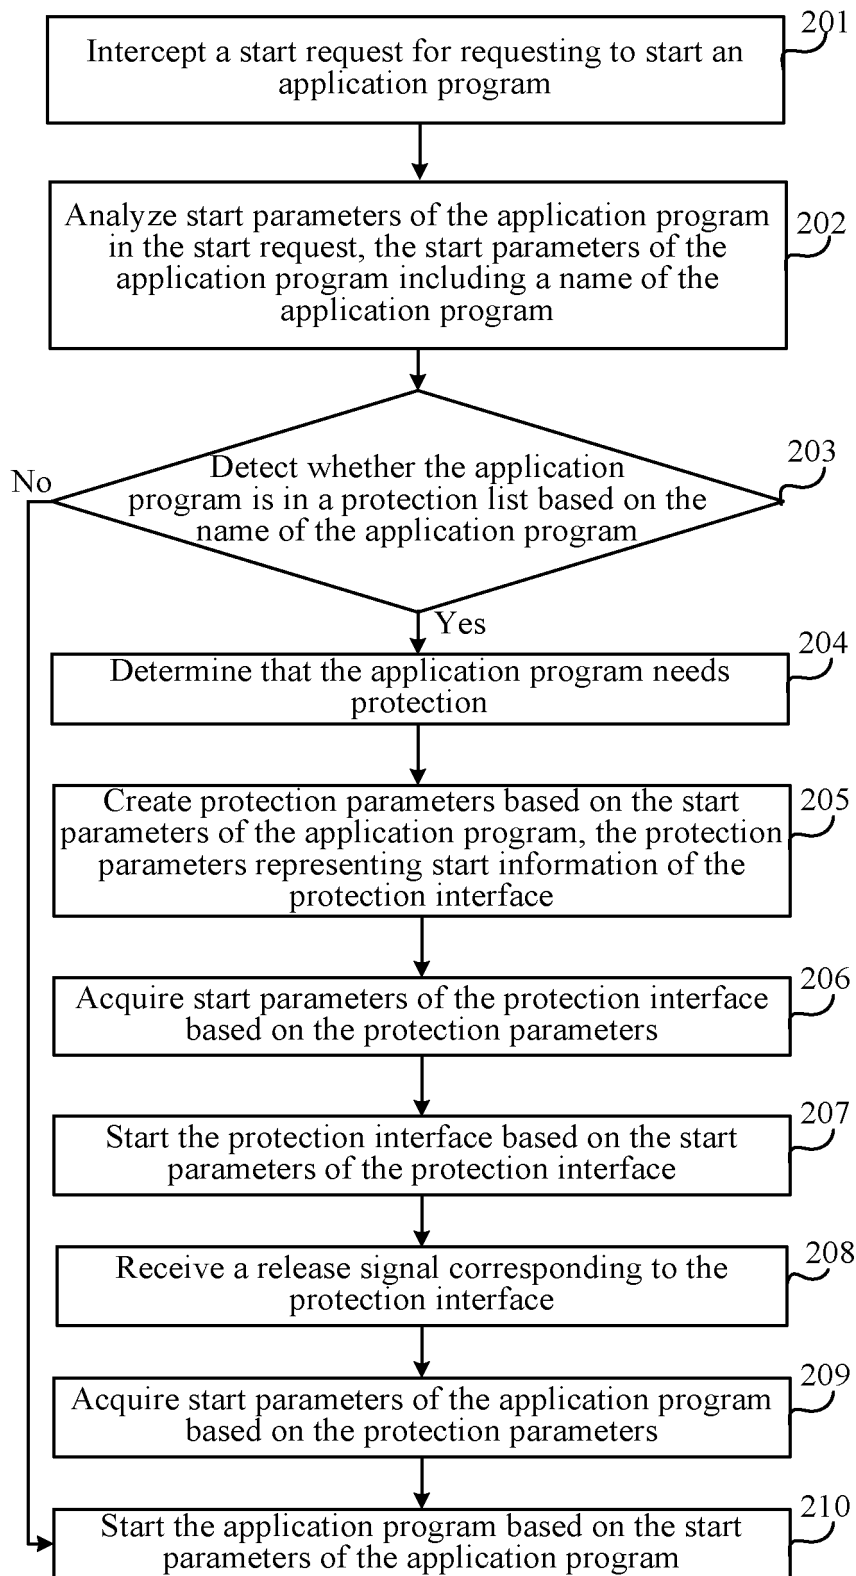 201
Intercept a start request for requesting to start an
application program
202
Analyze start parameters of the application program
in the start request, the start parameters of the
application program including a name of the
application program
203
No
Detect whether the application
program is in a protection list based on the
name of the application program
Yes
204
Determine that the application program needs
protection
205
Create protection parameters based on the start
parameters of the application program, the protection
parameters representing start information of the
protection interface
206
Acquire start parameters of the protection interface
based on the protection parameters
207
Start the protection interface based on the start
parameters of the protection interface
208
Receive a release signal corresponding to the
protection interface
209
Acquire start parameters of the application program
based on the protection parameters
210
Start the application program based on the start
parameters of the application program